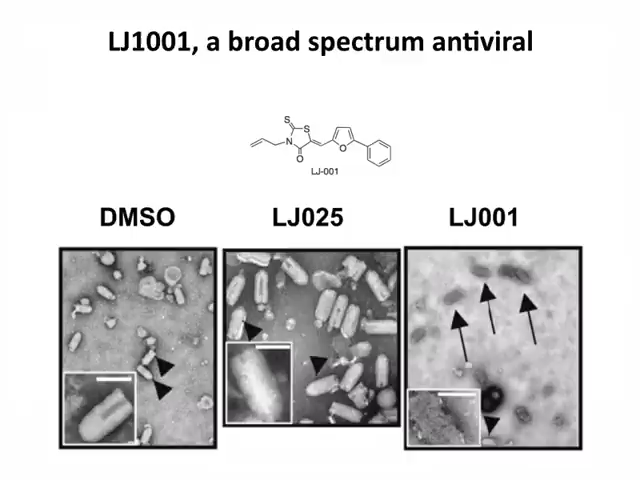 LJ1001, a broad spectrum antiviral
S
S
N
O
O
LJ-001
DMSO
LJ025
LJ001